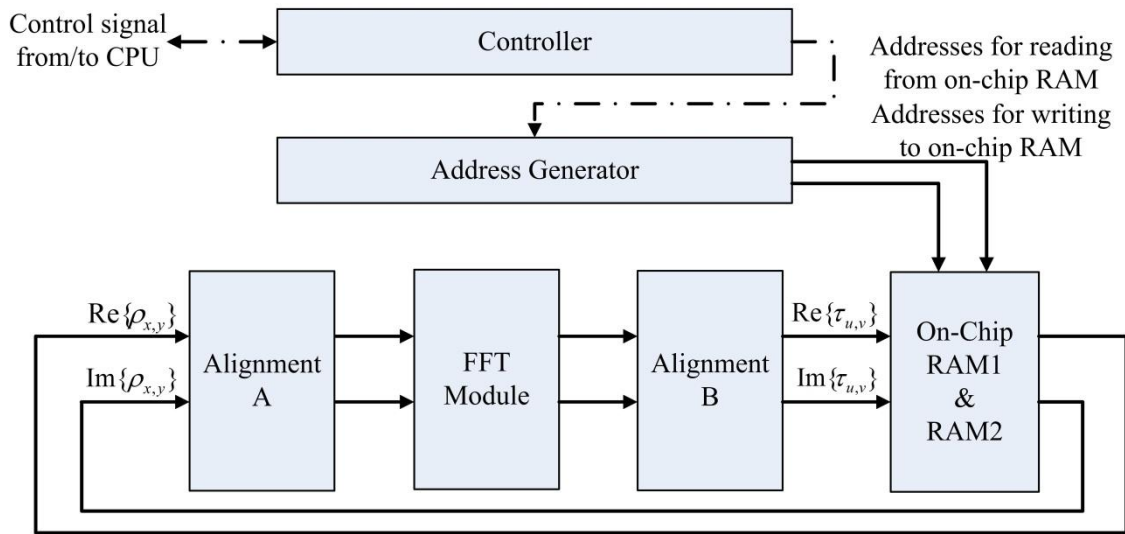 Control signal
from/to CPU
Controller
Addresses for reading
from on-chip RAM
Addresses for writing
to on-chip RAM
Address Generator
Re{ρx,y}
Im{ρx,y}
Alignment
A
FFT
Module
Alignment
B
Re{τu,v}
Im{τu,v}
On-Chip
RAM1
&
RAM2